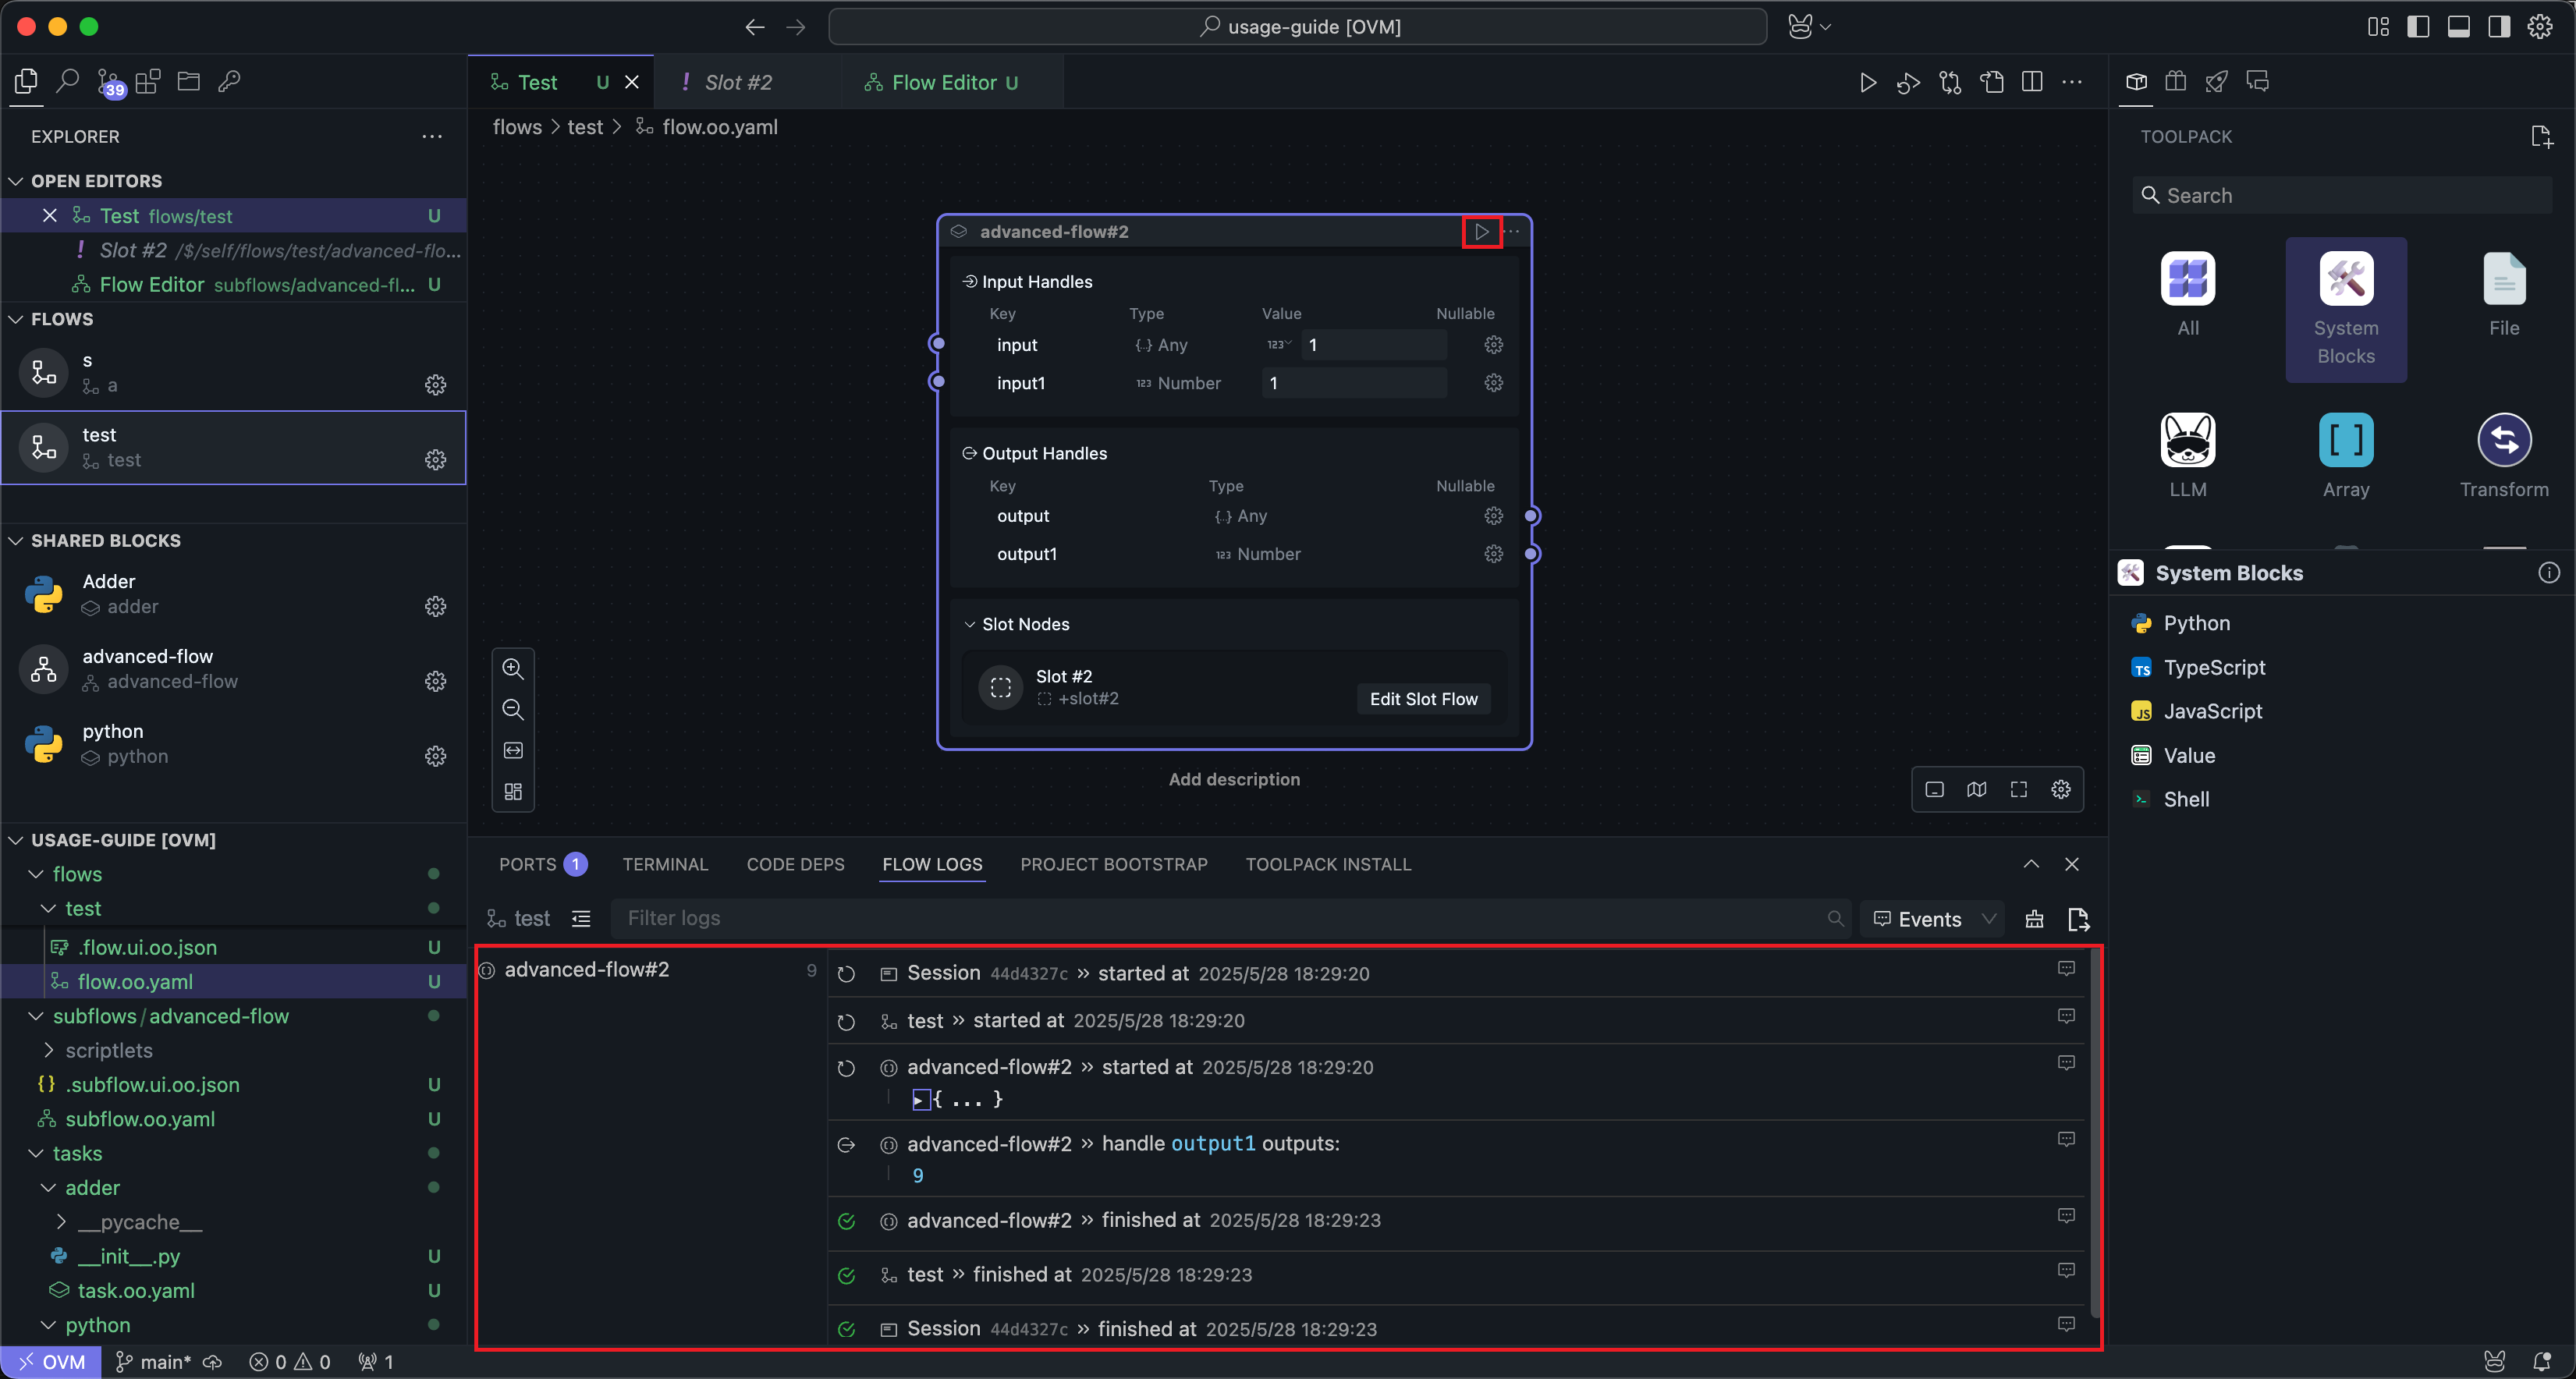 usage-guide [OVM]
39
EXPLORER
OPEN EDITORS
Test flows/test U
! Slot #2 /$/self/flows/test/advanced-flo...
Flow Editor subflows/advanced-fl... U
FLOWS
s
a
test
test
SHARED BLOCKS
Adder
adder
advanced-flow
advanced-flow
python
python
USAGE-GUIDE [OVM]
flows
test
.flow.ui.oo.json U
flow.oo.yaml U
subflows/advanced-flow
scriptlets
{} .subflow.ui.oo.json U
subflow.oo.yaml U
tasks
adder
__pycache__
__init__.py U
task.oo.yaml U
python
Test U
! Slot #2
Flow Editor U
flows > test > flow.oo.yaml
advanced-flow#2
Input Handles
Key Type Value Nullable
input {..} Any 123 1
input1 123 Number 1
Output Handles
Key Type Nullable
output {..} Any
output1 123 Number
Slot Nodes
Slot #2
+slot#2
Edit Slot Flow
Add description
PORTS 1 TERMINAL CODE DEPS FLOW LOGS PROJECT BOOTSTRAP TOOLPACK INSTALL
test Filter logs Events
advanced-flow#2 9
Session 44d4327c » started at 2025/5/28 18:29:20
test » started at 2025/5/28 18:29:20
advanced-flow#2 » started at 2025/5/28 18:29:20
{ ... }
advanced-flow#2 » handle output1 outputs:
9
advanced-flow#2 » finished at 2025/5/28 18:29:23
test » finished at 2025/5/28 18:29:23
Session 44d4327c » finished at 2025/5/28 18:29:23
TOOLPACK
Search
All
System
Blocks
File
LLM
Array
Transform
System Blocks
Python
TS TypeScript
JS JavaScript
Value
Shell
OVM main* 0 0 1